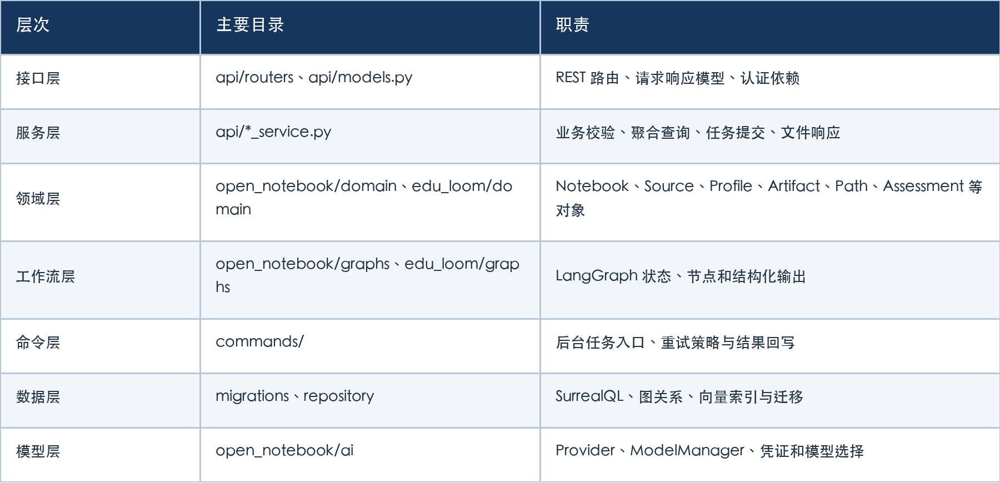 层次 主要目录 职责
接口层 api/routers、api/models.py REST 路由、请求响应模型、认证依赖
服务层 api/*_service.py 业务校验、聚合查询、任务提交、文件响应
领域层 open_notebook/domain、edu_loom/do
main Notebook、Source、Profile、Artifact、Path、Assessment 等
对象
工作流层 open_notebook/graphs、edu_loom/grap
hs LangGraph 状态、节点和结构化输出
命令层 commands/ 后台任务入口、重试策略与结果回写
数据层 migrations、repository SurrealQL、图关系、向量索引与迁移
模型层 open_notebook/ai Provider、ModelManager、凭证和模型选择